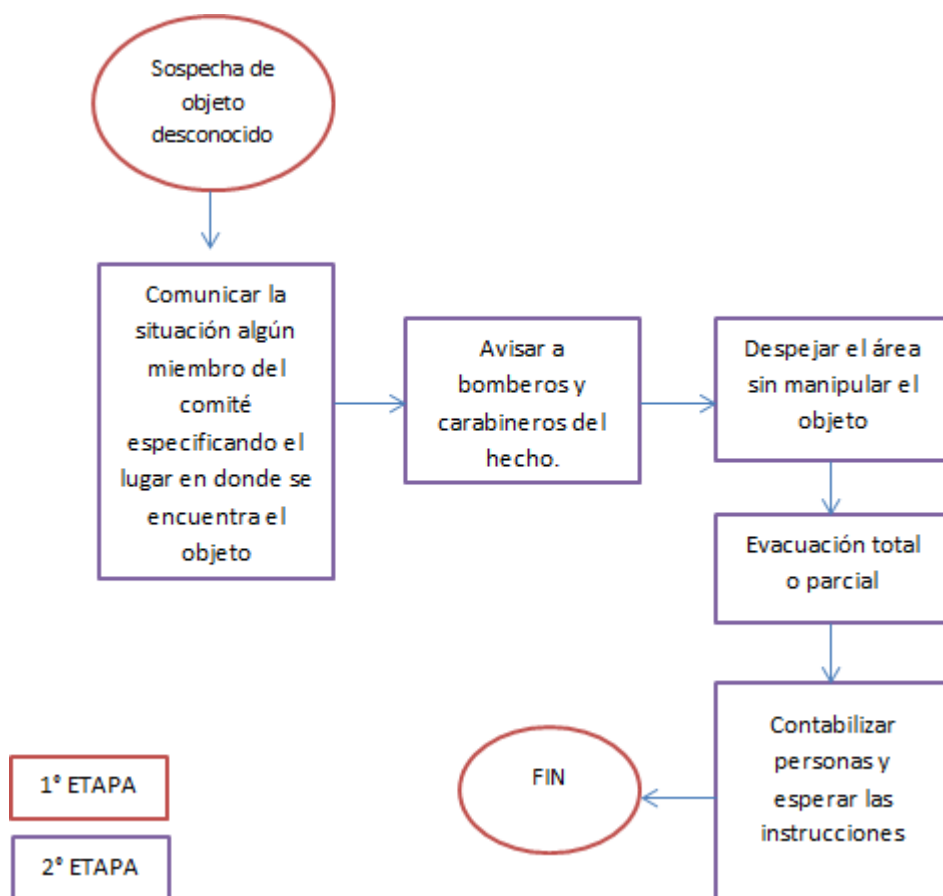 Sospecha de
objeto
desconocido
Comunicar la
situación algún
miembro del
comité
especificando el
lugar en donde se
encuentra el
objeto
Avisar a
bomberos y
carabineros del
hecho.
Despejar el área
sin manipular el
objeto
Evacuación total
o parcial
Contabilizar
personas y
esperar las
instrucciones
FIN
1° ETAPA
2° ETAPA